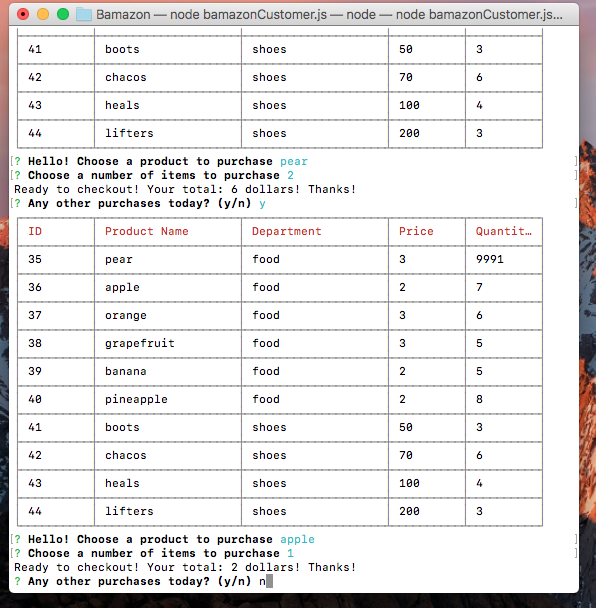 Bamazon — node bamazonCustomer.js — node — node bamazonCustomer.js...
41 boots shoes 50 3
42 chacos shoes 70 6
43 heals shoes 100 4
44 lifters shoes 200 3
[? Hello! Choose a product to purchase pear ]
[? Choose a number of items to purchase 2 ]
Ready to checkout! Your total: 6 dollars! Thanks!
[? Any other purchases today? (y/n) y ]
ID Product Name Department Price Quantit…
35 pear food 3 9991
36 apple food 2 7
37 orange food 3 6
38 grapefruit food 3 5
39 banana food 2 5
40 pineapple food 2 8
41 boots shoes 50 3
42 chacos shoes 70 6
43 heals shoes 100 4
44 lifters shoes 200 3
[? Hello! Choose a product to purchase apple ]
[? Choose a number of items to purchase 1 ]
Ready to checkout! Your total: 2 dollars! Thanks!
? Any other purchases today? (y/n) n